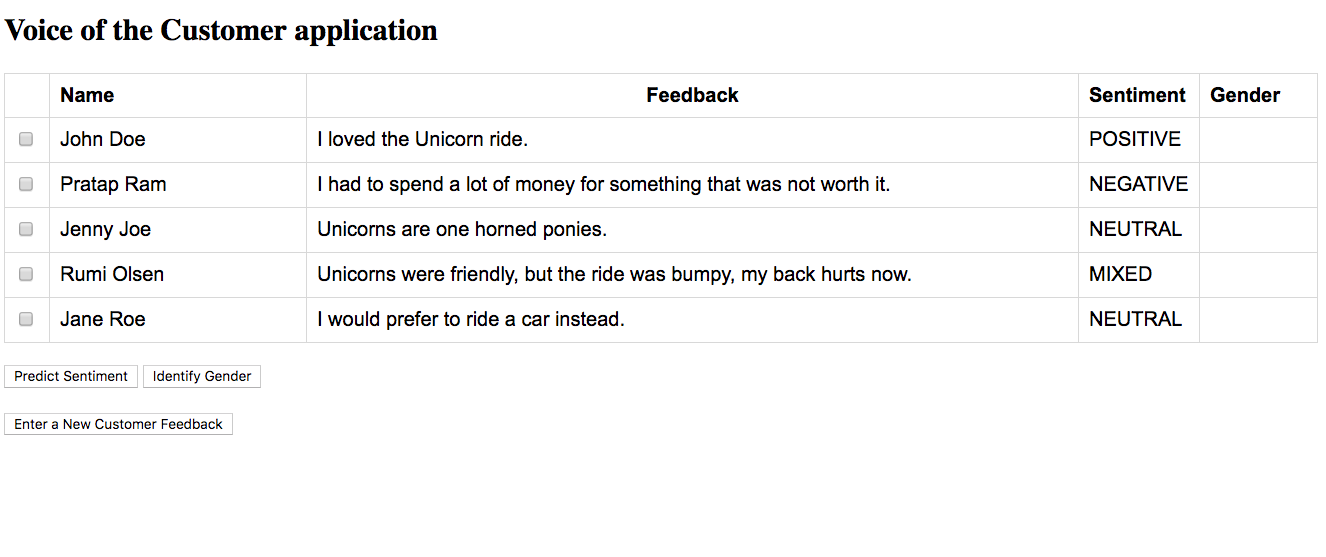 Voice of the Customer application
Name Feedback Sentiment Gender
John Doe I loved the Unicorn ride. POSITIVE
Pratap Ram I had to spend a lot of money for something that was not worth it. NEGATIVE
Jenny Joe Unicorns are one horned ponies. NEUTRAL
Rumi Olsen Unicorns were friendly, but the ride was bumpy, my back hurts now. MIXED
Jane Roe I would prefer to ride a car instead. NEUTRAL
Predict Sentiment Identify Gender
Enter a New Customer Feedback